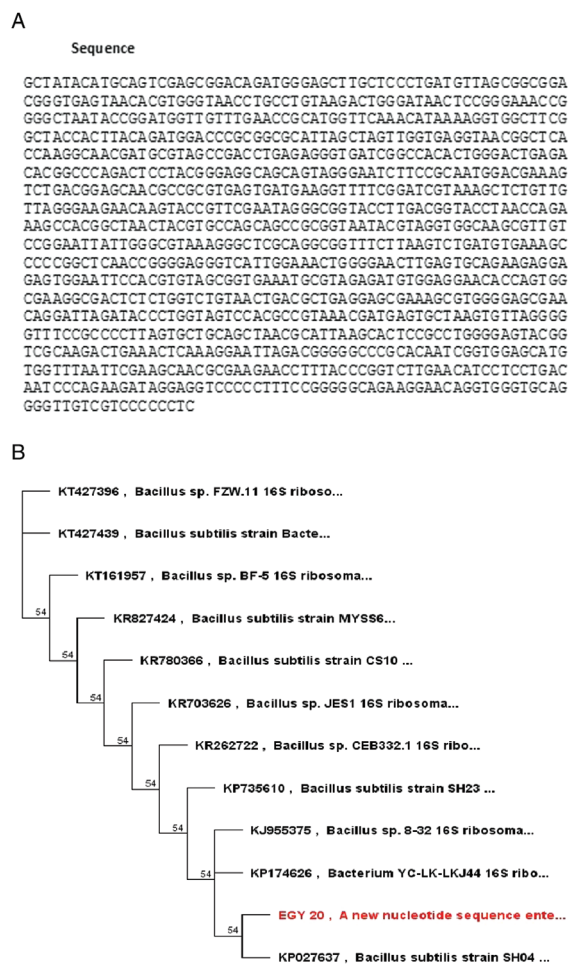 A
Sequence
GCTATACATGCAGTCGAGCGGACAGATGGGAGCTTGCTCCCTGATGTTAGCGGCGGA
CGGGTGAGTAACACGTGGGTAACCTGCCTGTAAGACTGGGATAACTCCGGGAAACCG
GGGCTAATACCGGATGGTTGTTTGAACCGCATGGTTCAAACATAAAAGGTGGCTTCG
GCTACCACTTACAGATGGACCCGCGGCGCATTAGCTAGTTGGTGAGGTAACGGCTCA
CCAAGGCAACGATGCGTAGCCGACCTGAGAGGGTGATCGGCCACACTGGGACTGAGA
CACGGCCCAGACTCCTACGGGAGGCAGCAGTAGGGAATCTTCCGCAATGGACGAAAG
TCTGACGGAGCAACGCCGCGTGAGTGATGAAGGTTTTCGGATCGTAAAGCTCTGTTG
TTAGGGAAGAACAAGTACCGTTCGAATAGGGCGGTACCTTGACGGTACCTAACCAGA
AAGCCACGGCTAACTACGTGCCAGCAGCCGCGGTAATACGTAGGTGGCAAGCGTTGT
CCGGAATTATTGGGCGTAAAGGGCTCGCAGGCGGTTTCTTAAGTCTGATGTGAAAGC
CCCCGGCTCAACCGGGGAGGGTCATTGGAAACTGGGGAACTTGAGTGCAGAAGAGGA
GAGTGGAATTCCACGTGTAGCGGTGAAATGCGTAGAGATGTGGAGGAACACCAGTGG
CGAAGGCGACTCTCTGGTCTGTAACTGACGCTGAGGAGCGAAAGCGTGGGGAGCGAA
CAGGATTAGATACCCTGGTAGTCCACGCCGTAAACGATGAGTGCTAAGTGTTAGGGG
GTTTCCGCCCCTTAGTGCTGCAGCTAACGCATTAAGCACTCCGCCTGGGGAGTACGG
TCGCAAGACTGAAACTCAAAGGAATTAGACGGGGGCCCGCACAATCGGTGGAGCATG
TGGTTTAATTCGAAGCAACGCGAAGAACCTTTACCCGGTCTTGAACATCCTCCTGAC
AATCCCAGAAGATAGGAGGTCCCCCTTTCCGGGGGCAGAAGGAACAGGTGGGTGCAG
GGGTTGTCGTCCCCCCTC
B
KT427396 , Bacillus sp. FZW.11 16S riboso...
KT427439 , Bacillus subtilis strain Bacte...
KT161957 , Bacillus sp. BF-5 16S ribosoma...
54
KR827424 , Bacillus subtilis strain MYSS6...
54
KR780366 , Bacillus subtilis strain CS10 ...
54
KR703626 , Bacillus sp. JES1 16S ribosoma...
54
KR262722 , Bacillus sp. CEB332.1 16S ribo...
54
KP735610 , Bacillus subtilis strain SH23 ...
54
KJ955375 , Bacillus sp. 8-32 16S ribosoma...
54
KP174626 , Bacterium YC-LK-LKJ44 16S ribo...
EGY 20 , A new nucleotide sequence ente...
54
KP027637 , Bacillus subtilis strain SH04 ...